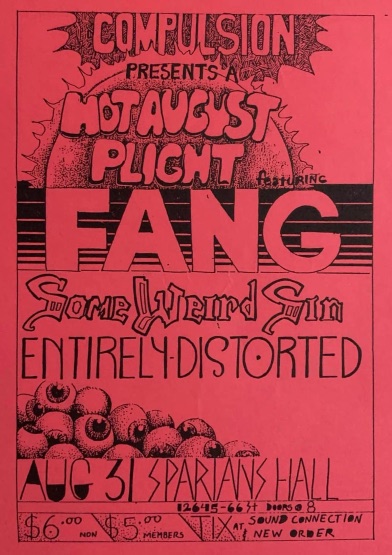 COMPULSION
PRESENTS A
HOT AUGUST
PLIGHT
FEATURING
FANG
Some Weird Sin
ENTIRELY DISTORTED
AUG 31 SPARTANS HALL
12645-66 St DOORS @ 8
$6.00 NON $5.00 MEMBERS TIX AT SOUND CONNECTION
& NEW ORDER